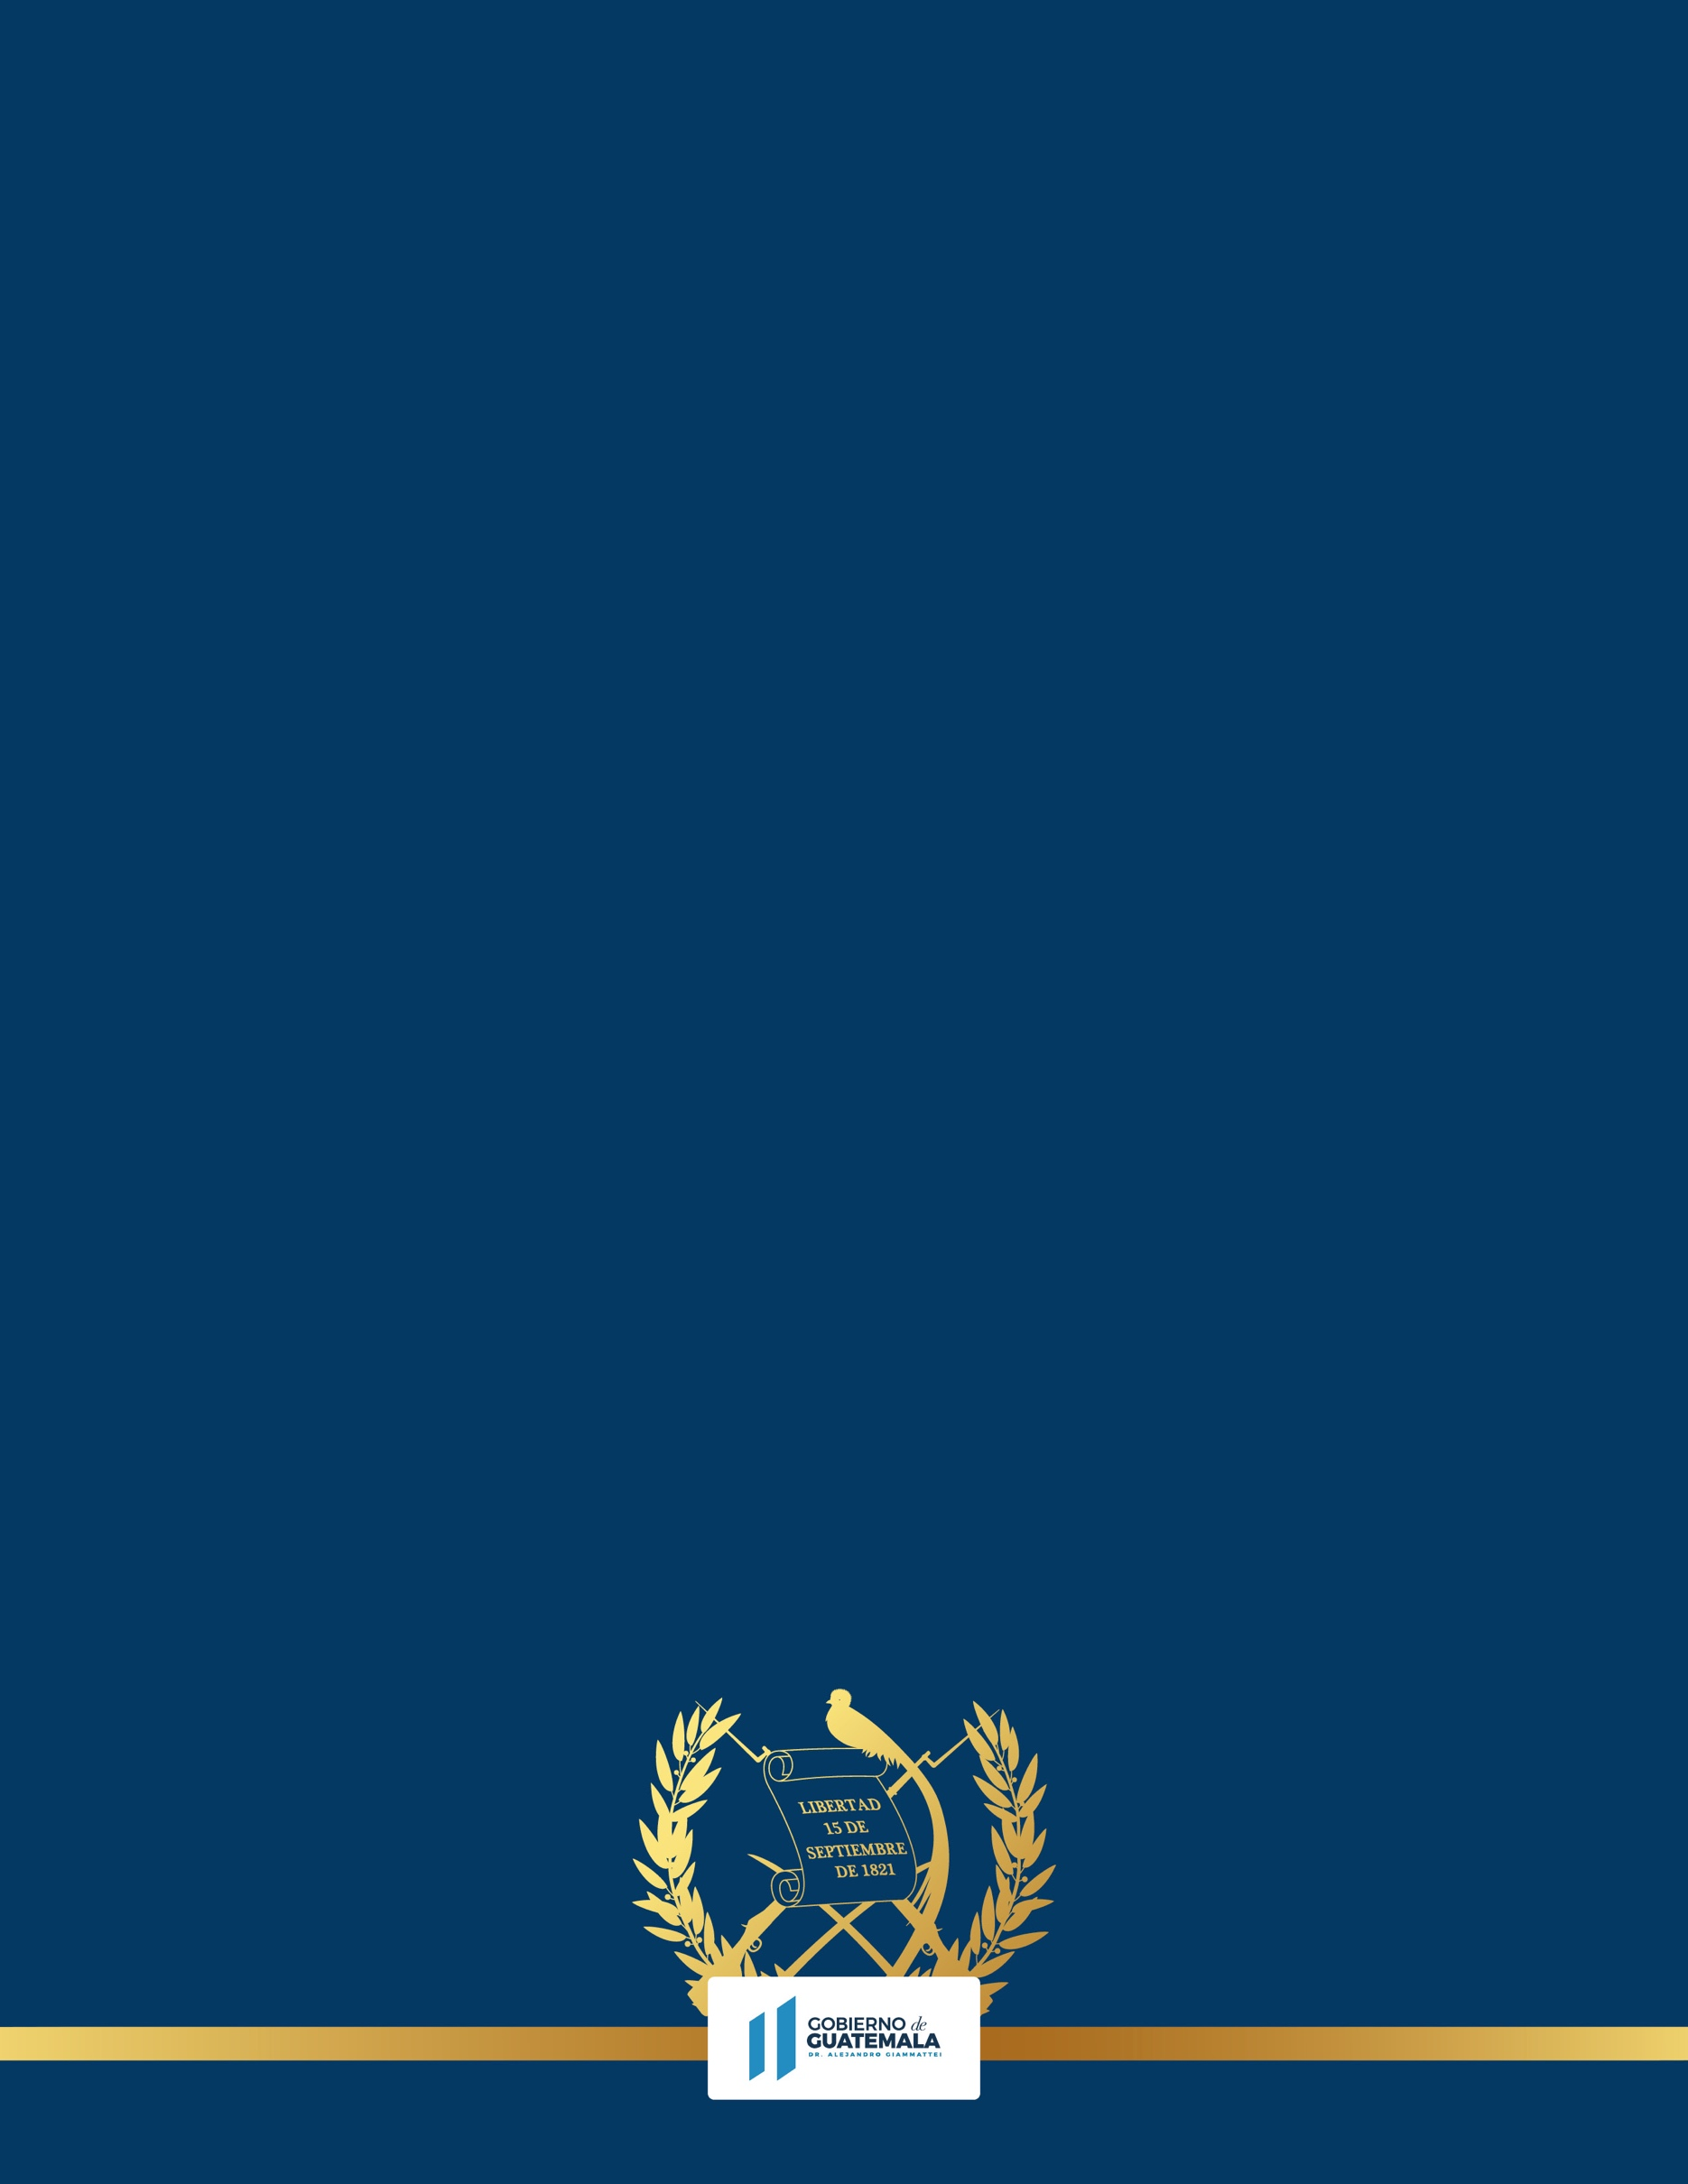 LIBERTAD
15 DE
SEPTIEMBRE
DE 1821
GOBIERNO de
GUATEMALA
DR. ALEJANDRO GIAMMATTEI